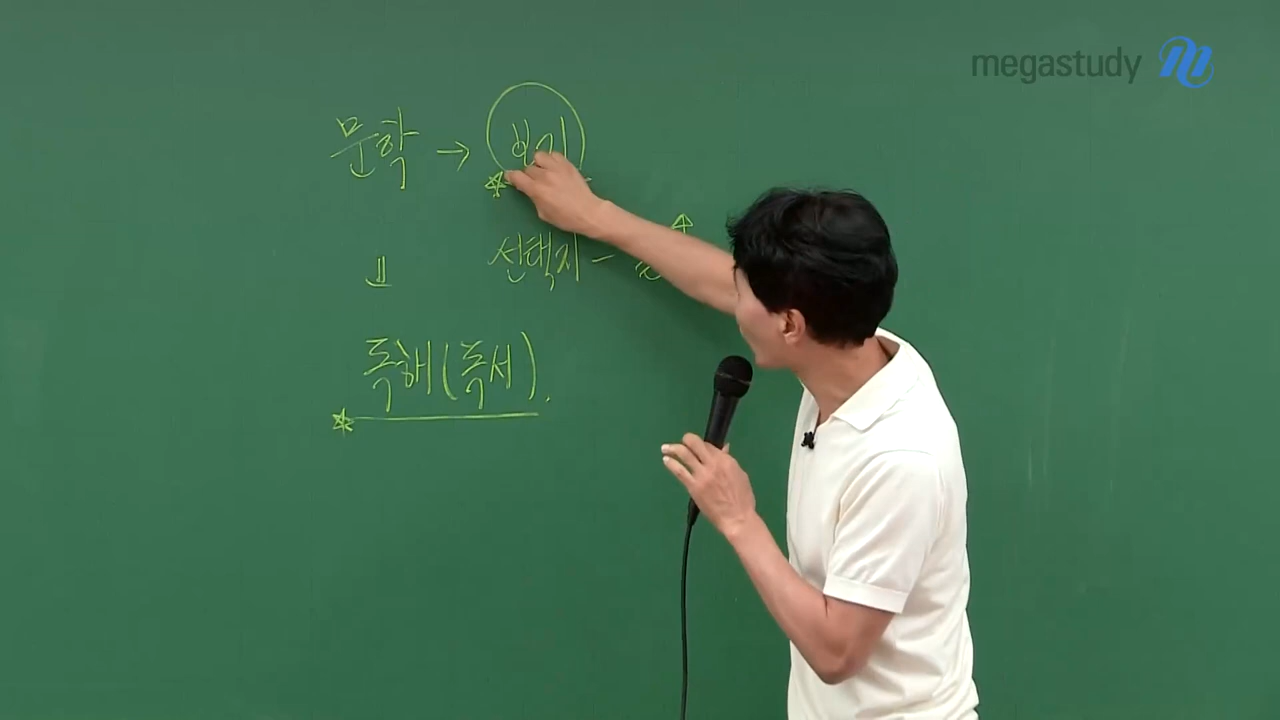 megastudy
문학 → 보기
선택지 -
독해(독서).